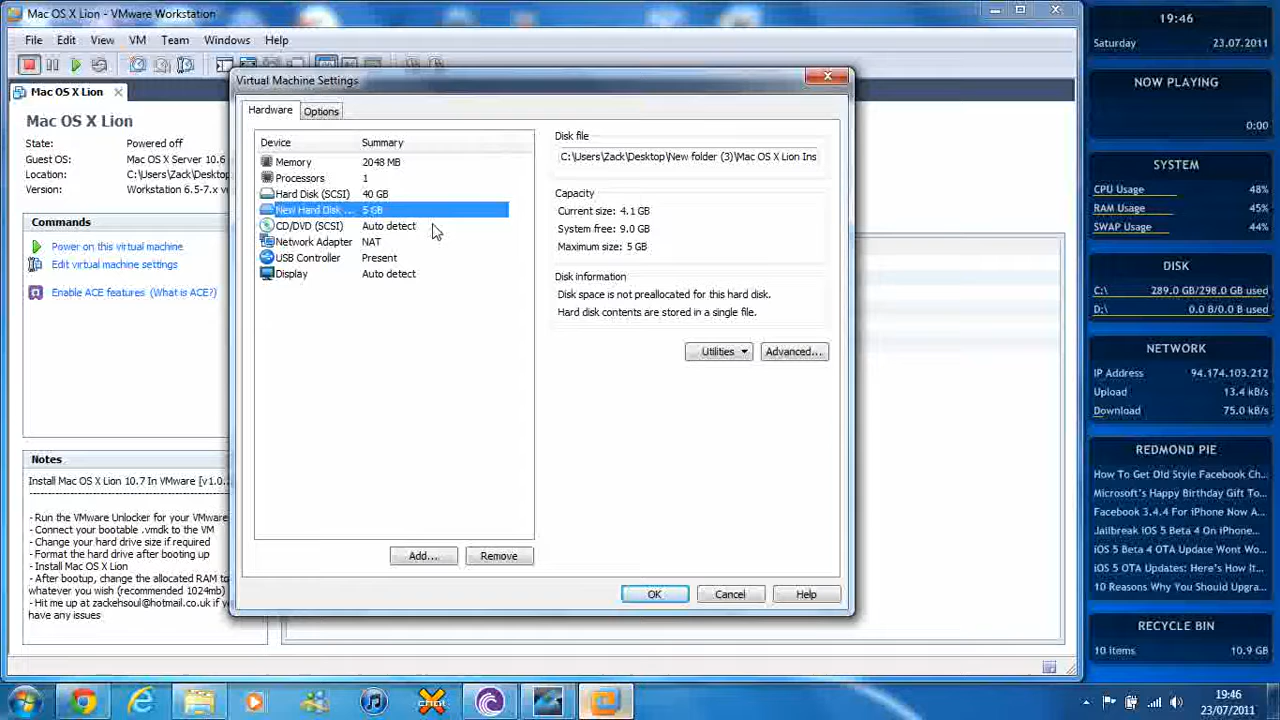 Mac OS X Lion - VMware Workstation
File Edit View VM Team Windows Help
Mac OS X Lion
Mac OS X Lion
State: Powered off
Guest OS: Mac OS X Server 10.6
Location: C:\Users\Zack\Desktop
Version: Workstation 6.5-7.x v
Commands
Power on this virtual machine
Edit virtual machine settings
Enable ACE features (What is ACE?)
Notes
Install Mac OS X Lion 10.7 In VMware [v1.0.
- Run the VMware Unlocker for your VMware
- Connect your bootable .vmdk to the VM
- Change your hard drive size if required
- Format the hard drive after booting up
- Install Mac OS X Lion
- After bootup, change the allocated RAM to
whatever you wish (recommended 1024mb)
- Hit me up at zackehsoul@hotmail.co.uk if you
have any issues
Virtual Machine Settings
Hardware Options
Device Summary
Memory 2048 MB
Processors 1
Hard Disk (SCSI) 40 GB
New Hard Disk ... 5 GB
CD/DVD (SCSI) Auto detect
Network Adapter NAT
USB Controller Present
Display Auto detect
Add... Remove
Disk file
C:\Users\Zack\Desktop\New folder (3)\Mac OS X Lion Ins
Capacity
Current size: 4.1 GB
System free: 9.0 GB
Maximum size: 5 GB
Disk information
Disk space is not preallocated for this hard disk.
Hard disk contents are stored in a single file.
Utilities Advanced...
OK Cancel Help
19:46
Saturday 23.07.2011
NOW PLAYING
0:00
SYSTEM
CPU Usage 48%
RAM Usage 45%
SWAP Usage 44%
DISK
C:\ 289.0 GB/298.0 GB used
D:\ 0.0 B/0.0 B used
NETWORK
IP Address 94.174.103.212
Upload 13.4 kB/s
Download 75.0 kB/s
REDMOND PIE
How To Get Old Style Facebook Ch...
Microsoft's Happy Birthday Gift To...
Facebook 3.4.4 For iPhone Now A...
Jailbreak iOS 5 Beta 4 On iPhone...
iOS 5 Beta 4 OTA Update Wont Wo...
iOS 5 OTA Updates: Here's How It...
10 Reasons Why You Should Upgra...
RECYCLE BIN
10 items 10.9 GB
19:46
23/07/2011